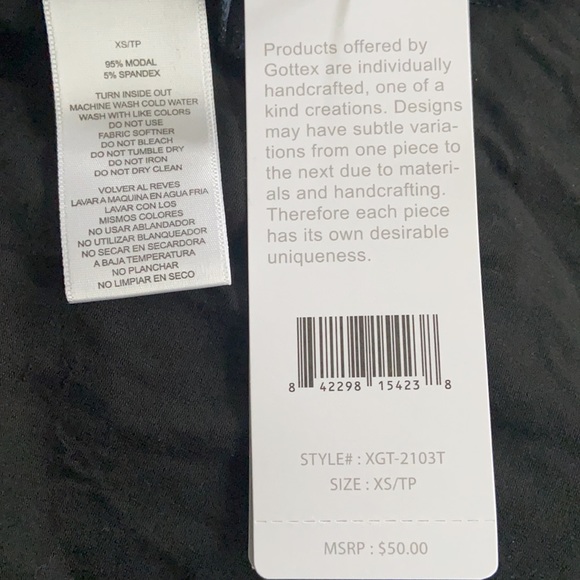 XS/TP
95% MODAL
5% SPANDEX
TURN INSIDE OUT
MACHINE WASH COLD WATER
WASH WITH LIKE COLORS
DO NOT USE
FABRIC SOFTNER
DO NOT BLEACH
DO NOT TUMBLE DRY
DO NOT IRON
DO NOT DRY CLEAN
VOLVER AL REVES
LAVAR A MAQUINA EN AGUA FRIA
LAVAR CON LOS
MISMOS COLORES
NO USAR ABLANDADOR
NO UTILIZAR BLANQUEADOR
NO SECAR EN SECARDORA
A BAJA TEMPERATURA
NO PLANCHAR
NO LIMPIAR EN SECO
Products offered by
Gottex are individually
handcrafted, one of a
kind creations. Designs
may have subtle varia-
tions from one piece to
the next due to materi-
als and handcrafting.
Therefore each piece
has its own desirable
uniqueness.
8 42298 15423 8
STYLE# : XGT-2103T
SIZE : XS/TP
MSRP : $50.00